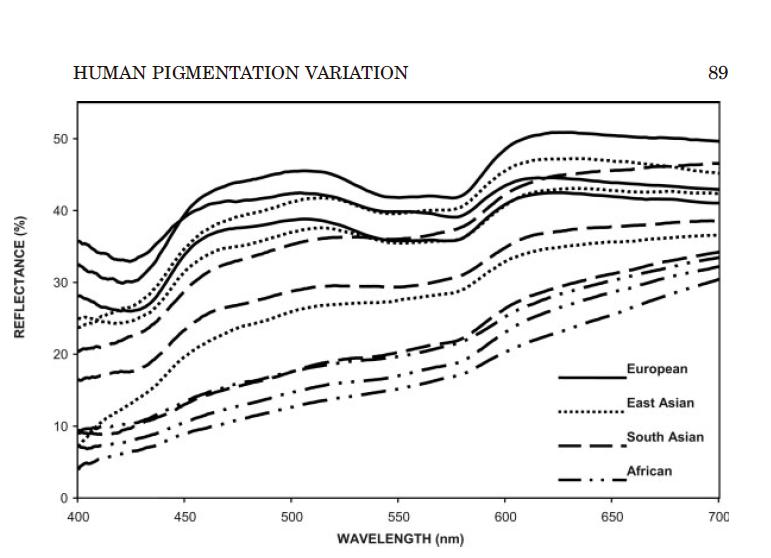 HUMAN PIGMENTATION VARIATION 89
50
40
30
20
10
0
REFLECTANCE (%)
European
East Asian
South Asian
African
400 450 500 550 600 650 700
WAVELENGTH (nm)